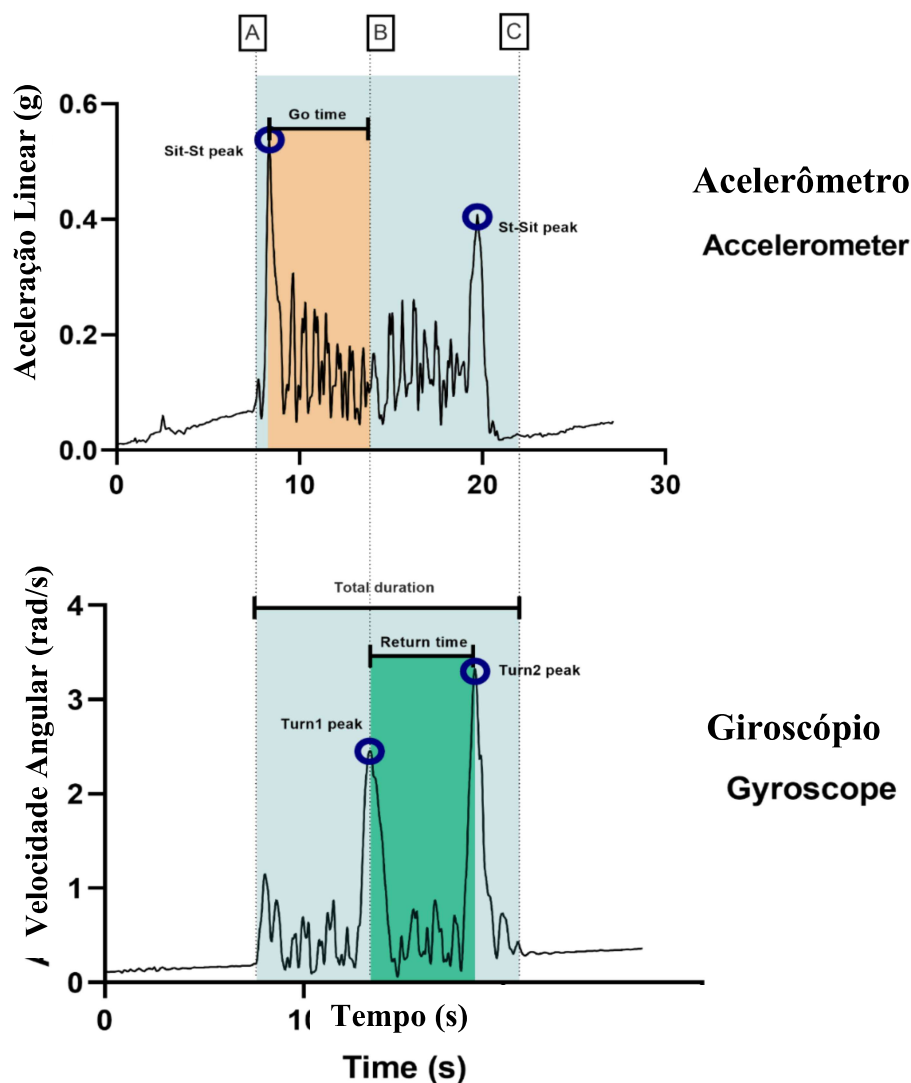 A
B
C
Aceleração Linear (g)
0.6
0.4
0.2
0.0
Go time
Sit-St peak
St-Sit peak
0
10
20
30
Acelerômetro
Accelerometer
Velocidade Angular (rad/s)
4
3
2
1
0
Total duration
Return time
Turn1 peak
Turn2 peak
0
Tempo (s)
Time (s)
Giroscópio
Gyroscope